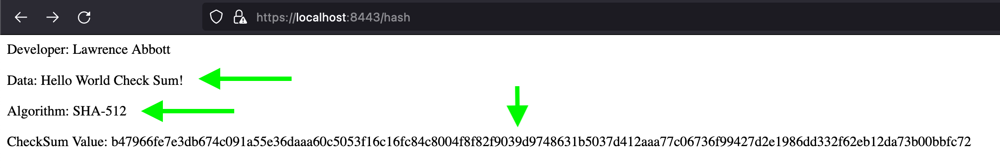 https://localhost:8443/hash
Developer: Lawrence Abbott
Data: Hello World Check Sum!
Algorithm: SHA-512
CheckSum Value: b47966fe7e3db674c091a55e36daaa60c5053f16c16fc84c8004f8f82f9039d9748631b5037d412aaa77c06736f99427d2e1986dd332f62eb12da73b00bbfc72